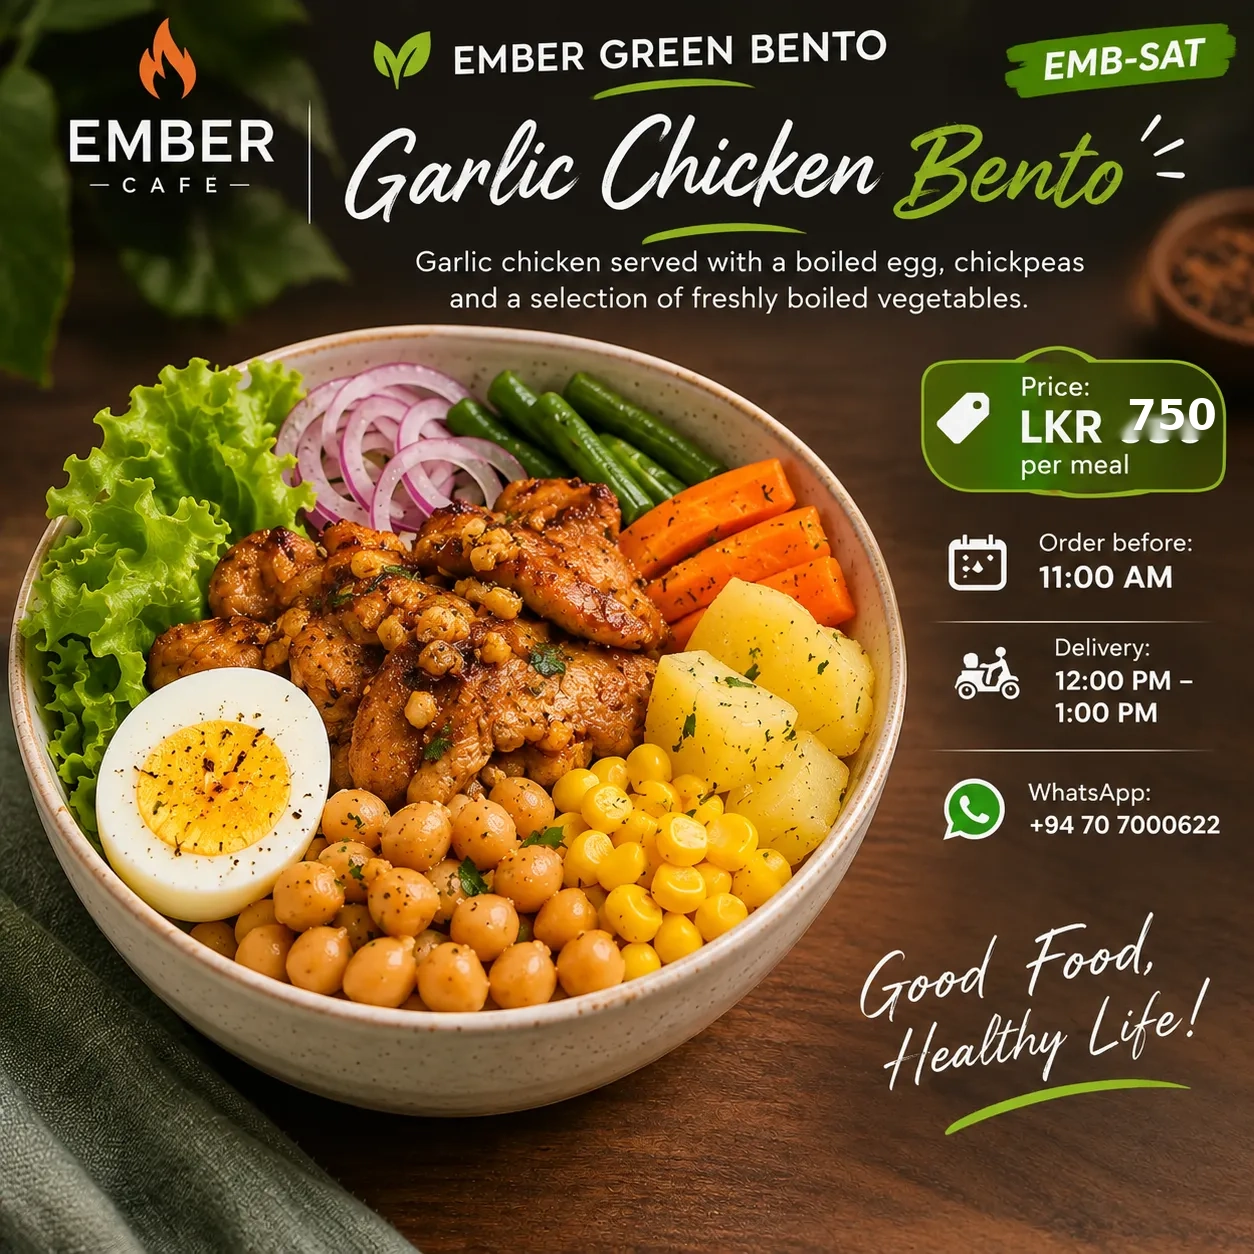 EMBER
CAFE
EMBER GREEN BENTO
EMB-SAT
Garlic Chicken Bento
Garlic chicken served with a boiled egg, chickpeas
and a selection of freshly boiled vegetables.
Price:
LKR 750
per meal
Order before:
11:00 AM
Delivery:
12:00 PM –
1:00 PM
WhatsApp:
+94 70 7000622
Good Food,
Healthy Life!